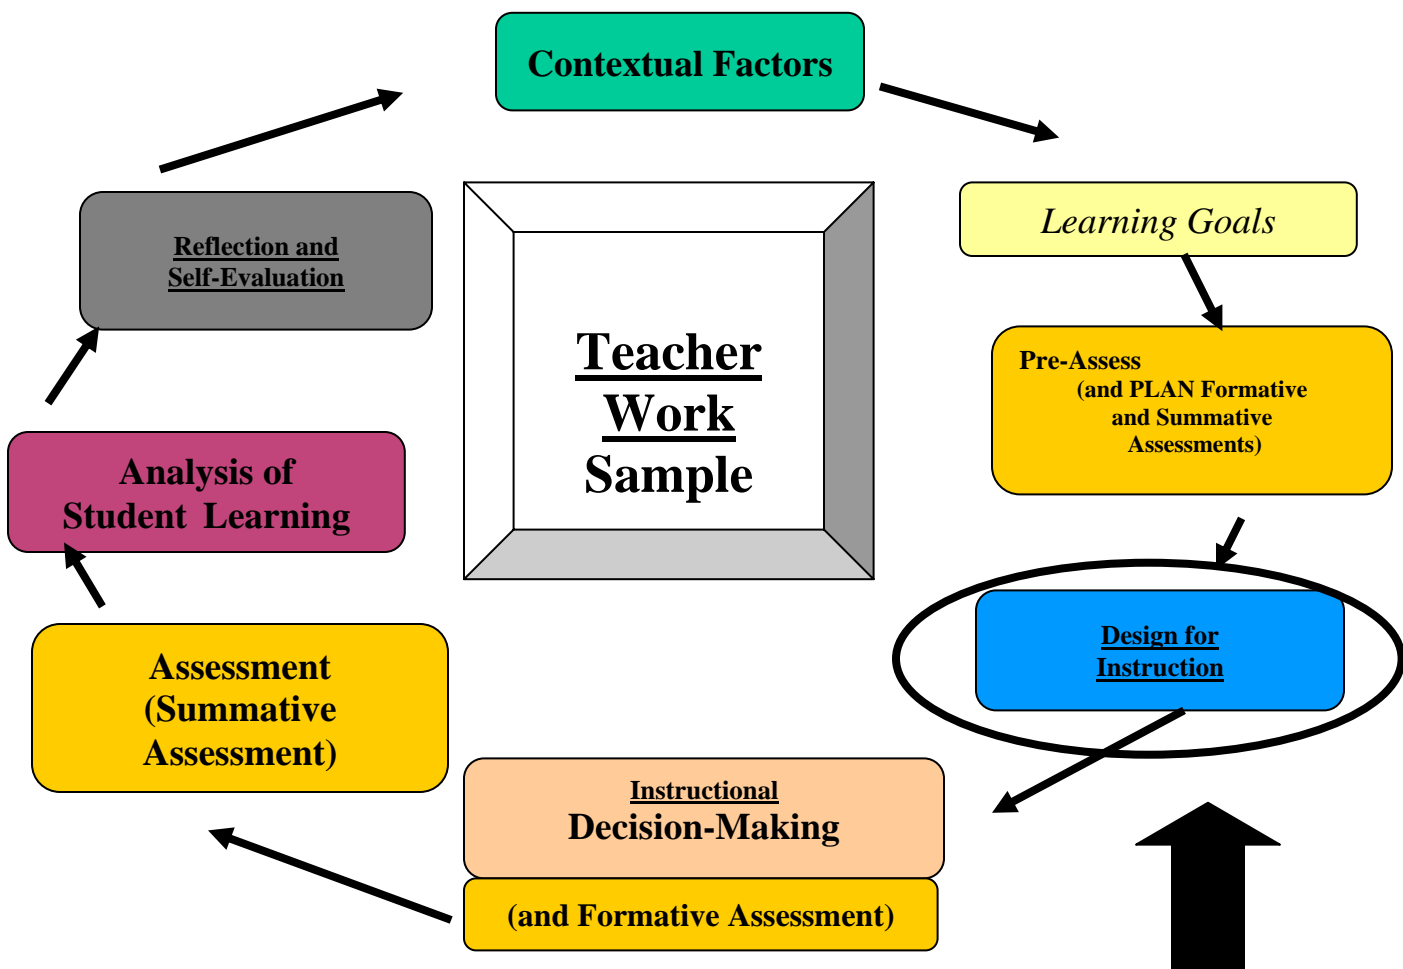 Contextual Factors
Learning Goals
Reflection and
Self-Evaluation
Teacher
Work
Sample
Pre-Assess
(and PLAN Formative
and Summative
Assessments)
Analysis of
Student Learning
Design for
Instruction
Assessment
(Summative
Assessment)
Instructional
Decision-Making
(and Formative Assessment)